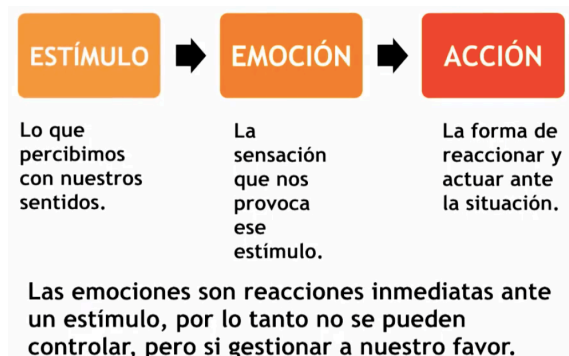 ESTÍMULO
EMOCIÓN
ACCIÓN
Lo que
percibimos
con nuestros
sentidos.
La
sensación
que nos
provoca
ese
estímulo.
La forma de
reaccionar y
actuar ante
la situación.
Las emociones son reacciones inmediatas ante
un estímulo, por lo tanto no se pueden
controlar, pero si gestionar a nuestro favor.